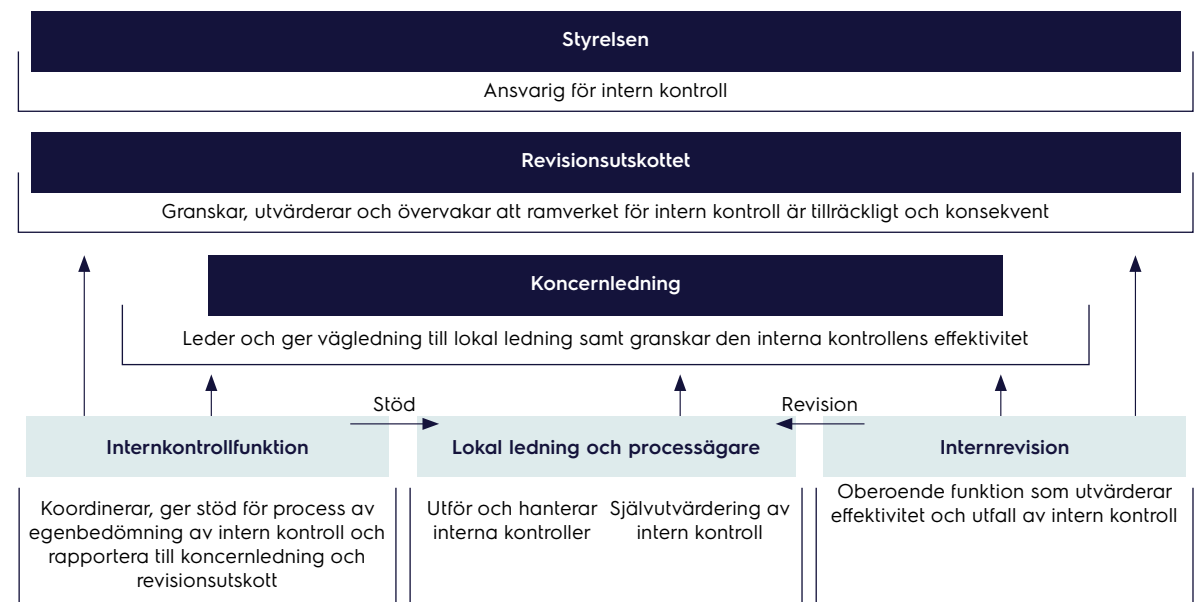 Styrelsen
Ansvarig för intern kontroll
Revisionsutskottet
Granskar, utvärderar och övervakar att ramverket för intern kontroll är tillräckligt och konsekvent
Koncernledning
Leder och ger vägledning till lokal ledning samt granskar den interna kontrollens effektivitet
Stöd
Revision
Internkontrollfunktion
Lokal ledning och processägare
Internrevision
Koordinerar, ger stöd för process av
egenbedömning av intern kontroll och
rapportera till koncernledning och
revisionsutskott
Utför och hanterar
interna kontroller
Självutvärdering av
intern kontroll
Oberoende funktion som utvärderar
effektivitet och utfall av intern kontroll